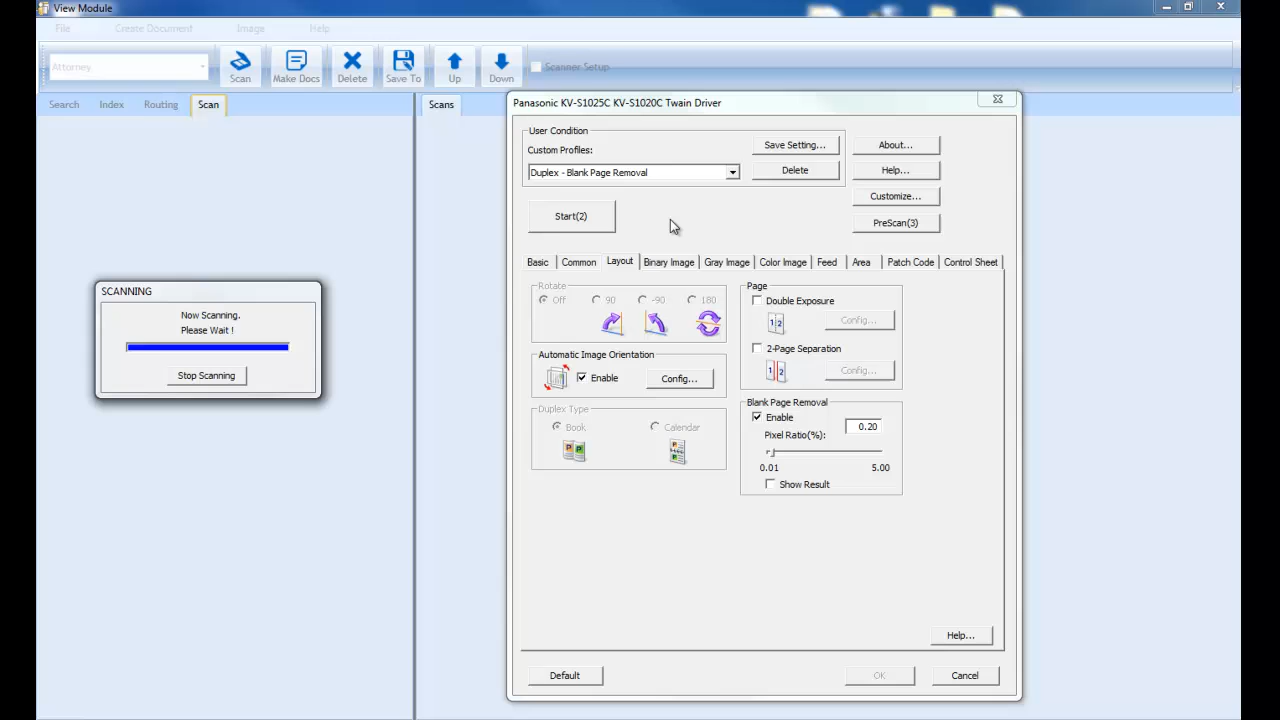 View Module
File Create Document Image Help
Attorney Scan Make Docs Delete Save To Up Down Scanner Setup
Search Index Routing Scan Scans
Panasonic KV-S1025C KV-S1020C Twain Driver
User Condition
Custom Profiles:
Duplex - Blank Page Removal
Save Setting...
Delete
About...
Help...
Customize...
PreScan(3)
Start(2)
Basic Common Layout Binary Image Gray Image Color Image Feed Area Patch Code Control Sheet
Rotate
Off 90 -90 180
Automatic Image Orientation
Enable Config...
Duplex Type
Book Calendar
Page
Double Exposure
1 2 Config...
2-Page Separation
1 2 Config...
Blank Page Removal
Enable 0.20
Pixel Ratio(%):
0.01 5.00
Show Result
SCANNING
Now Scanning.
Please Wait !
Stop Scanning
Help...
Default OK Cancel